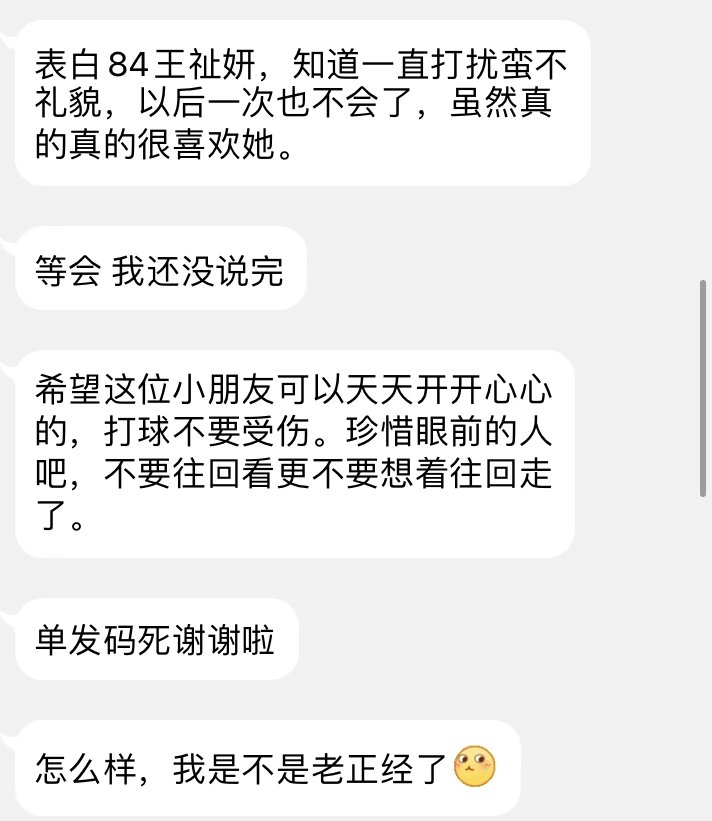 表白84王祉妍，知道一直打扰蛮不
礼貌，以后一次也不会了，虽然真
的真的很喜欢她。
等会 我还没说完
希望这位小朋友可以天天开开心心
的，打球不要受伤。珍惜眼前的人
吧，不要往回看更不要想着往回走
了。
单发码死谢谢啦
怎么样，我是不是老正经了